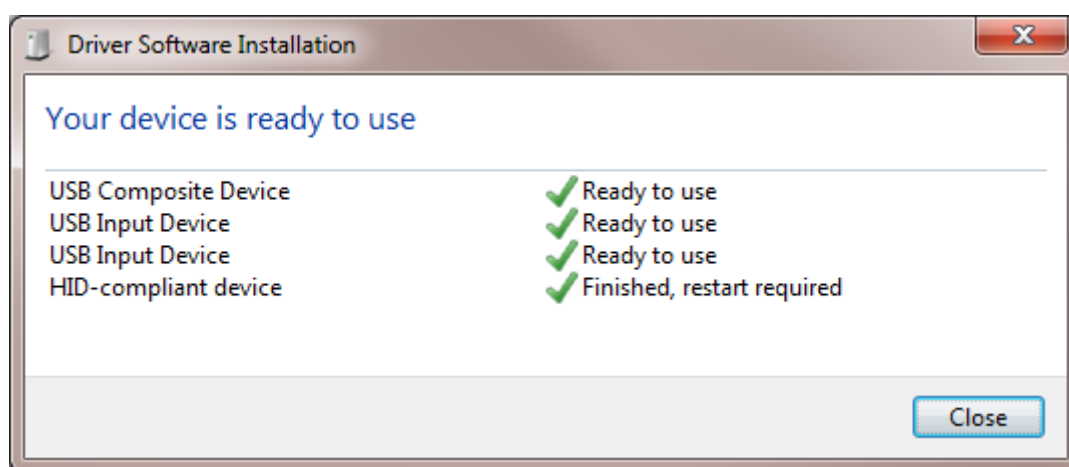 Driver Software Installation
Your device is ready to use
USB Composite Device Ready to use
USB Input Device Ready to use
USB Input Device Ready to use
HID-compliant device Finished, restart required
Close